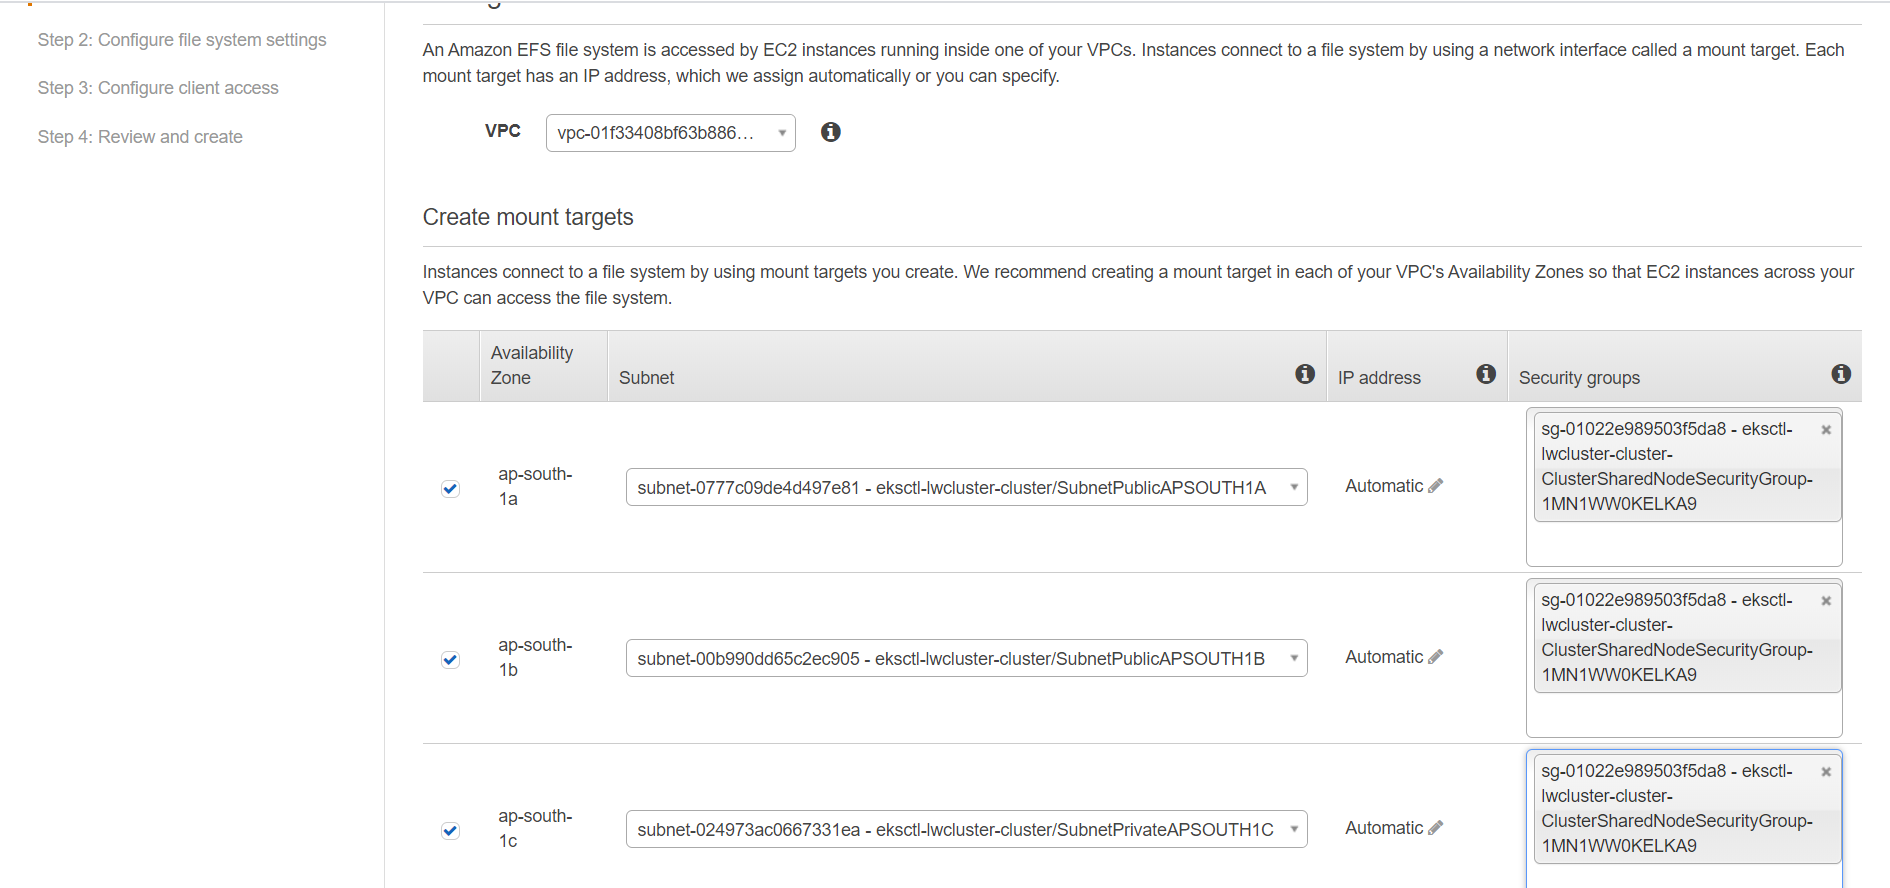 Step 2: Configure file system settings
Step 3: Configure client access
Step 4: Review and create
An Amazon EFS file system is accessed by EC2 instances running inside one of your VPCs. Instances connect to a file system by using a network interface called a mount target. Each
mount target has an IP address, which we assign automatically or you can specify.
VPC
vpc-01f33408bf63b886...
Create mount targets
Instances connect to a file system by using mount targets you create. We recommend creating a mount target in each of your VPC's Availability Zones so that EC2 instances across your
VPC can access the file system.
Availability
Zone
Subnet
IP address
Security groups
ap-south-
1a
subnet-0777c09de4d497e81 - eksctl-lwcluster-cluster/SubnetPublicAPSOUTH1A
Automatic
sg-01022e989503f5da8 - eksctl-
lwcluster-cluster-
ClusterSharedNodeSecurityGroup-
1MN1WW0KELKA9
ap-south-
1b
subnet-00b990dd65c2ec905 - eksctl-lwcluster-cluster/SubnetPublicAPSOUTH1B
Automatic
sg-01022e989503f5da8 - eksctl-
lwcluster-cluster-
ClusterSharedNodeSecurityGroup-
1MN1WW0KELKA9
ap-south-
1c
subnet-024973ac0667331ea - eksctl-lwcluster-cluster/SubnetPrivateAPSOUTH1C
Automatic
sg-01022e989503f5da8 - eksctl-
lwcluster-cluster-
ClusterSharedNodeSecurityGroup-
1MN1WW0KELKA9